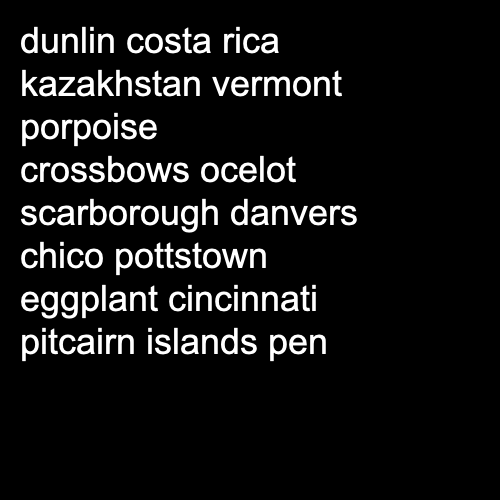 dunlin costa rica
kazakhstan vermont
porpoise
crossbows ocelot
scarborough danvers
chico pottstown
eggplant cincinnati
pitcairn islands pen